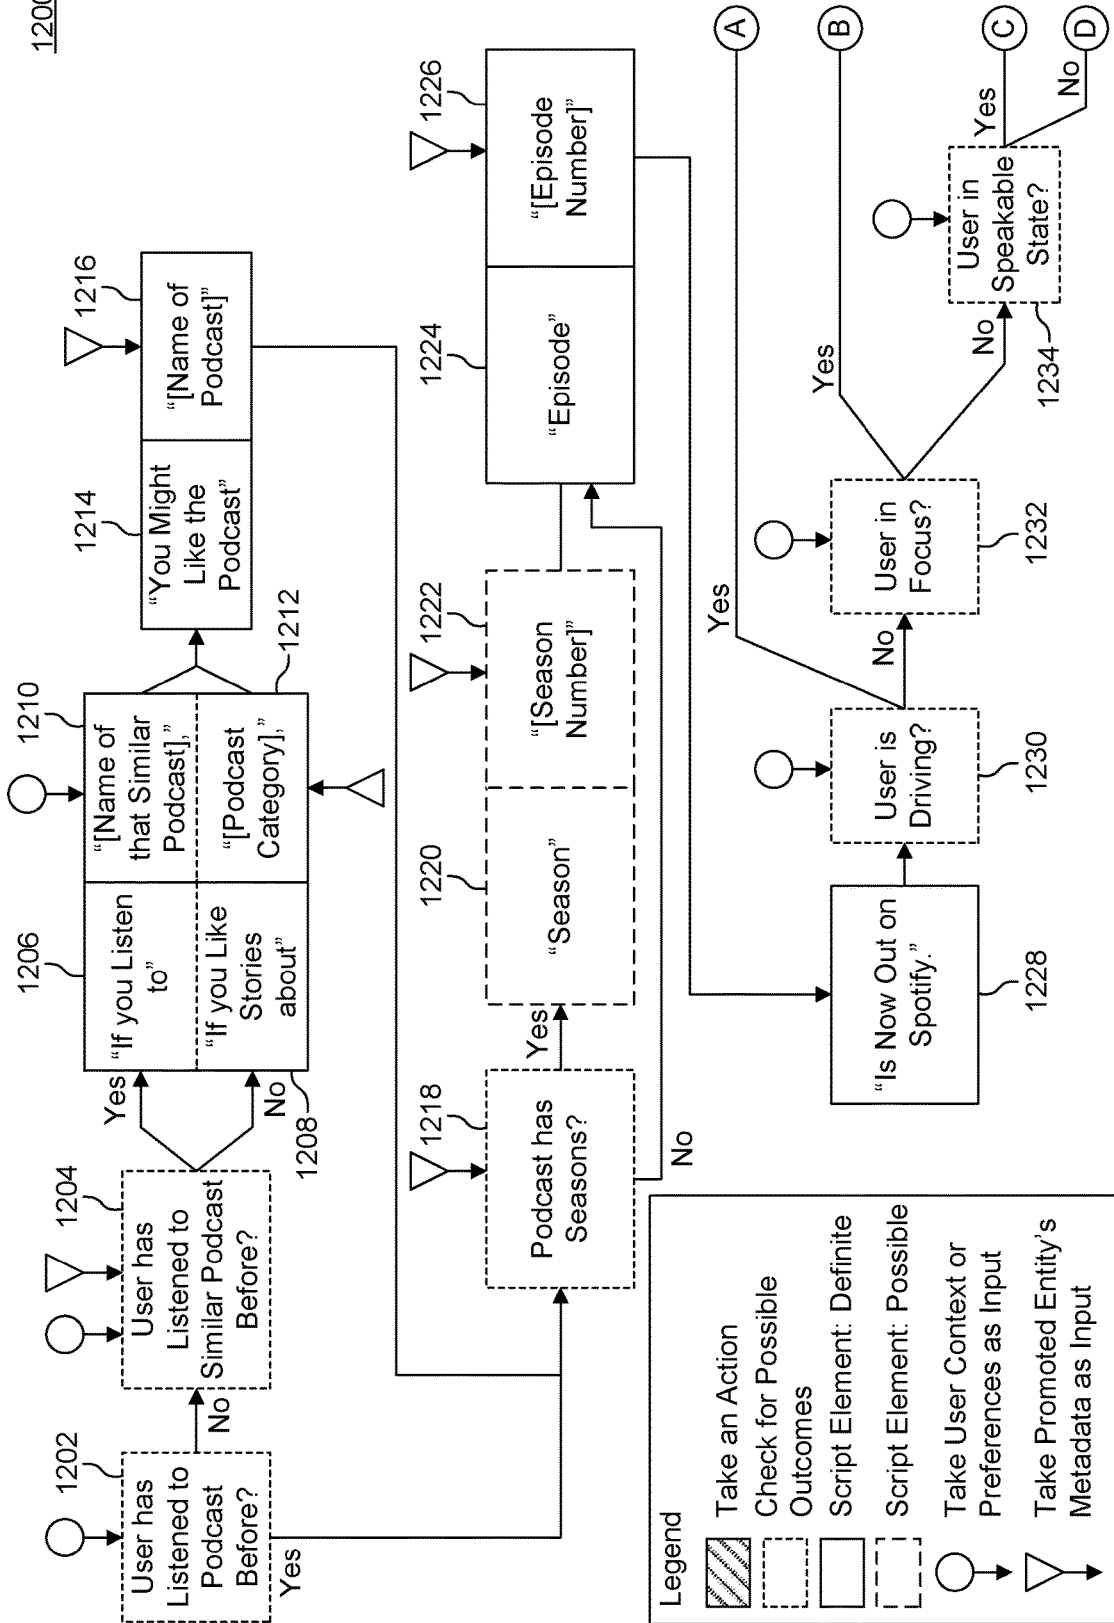 1200
1202
User has
Listened to
Podcast
Before?
Yes
No
1204
User has
Listened to
Similar Podcast
Before?
Yes
No
1206
“If you Listen
to”
1208
“If you Like
Stories
about”
1210
“[Name of
that Similar
Podcast],”
1212
“[Podcast
Category],”
1214
“You Might
Like the
Podcast”
1216
“[Name of
Podcast]”
1218
Podcast has
Seasons?
Yes
No
1220
“Season”
1222
“[Season
Number]”
1224
“Episode”
1226
“[Episode
Number]”
1228
“Is Now Out on
Spotify.”
1230
User is
Driving?
Yes
No
A
1232
User in
Focus?
Yes
No
B
1234
User in
Speakable
State?
Yes
No
C
D
Legend
Take an Action
Check for Possible
Outcomes
Script Element: Definite
Script Element: Possible
Take User Context or
Preferences as Input
Take Promoted Entity’s
Metadata as Input